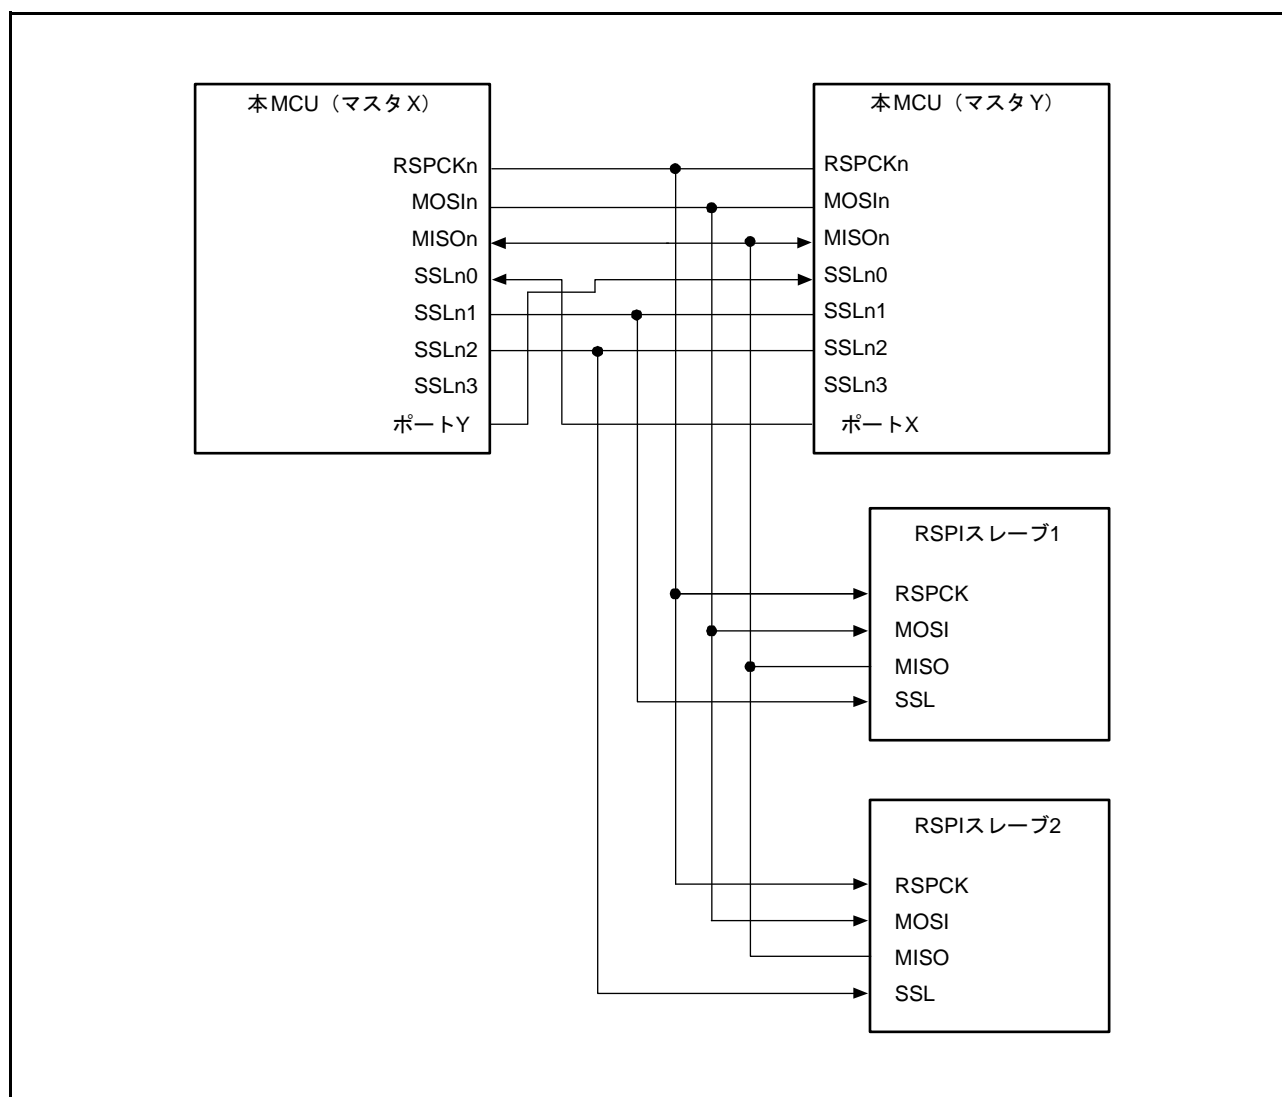 本MCU（マスタX）
RSPCKn
MOSIn
MISOn
SSLn0
SSLn1
SSLn2
SSLn3
ポートY
本MCU（マスタY）
RSPCKn
MOSIn
MISOn
SSLn0
SSLn1
SSLn2
SSLn3
ポートX
RSPIスレーブ1
RSPCK
MOSI
MISO
SSL
RSPIスレーブ2
RSPCK
MOSI
MISO
SSL